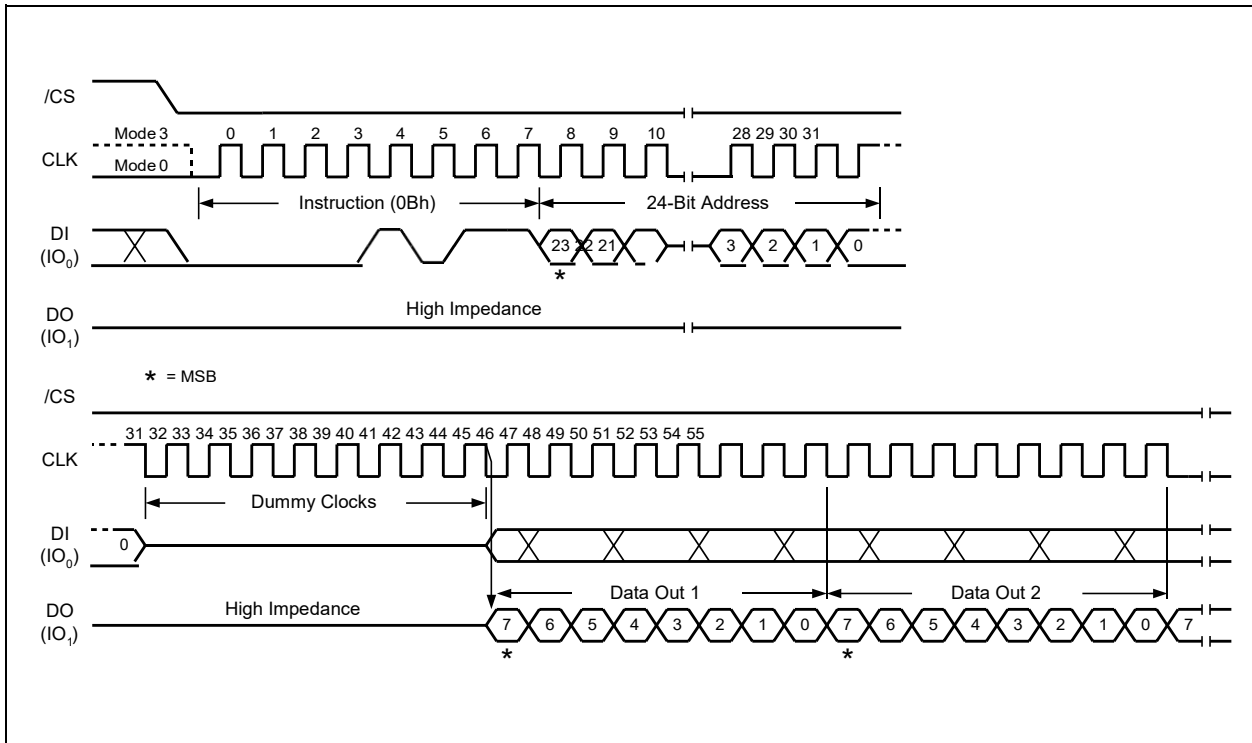 /CS
Mode 3
0 1 2 3 4 5 6 7 8 9 10 28 29 30 31
CLK
Mode 0
Instruction (0Bh)
24-Bit Address
DI
(IO0)
23 22 21 3 2 1 0
*
High Impedance
DO
(IO1)
* = MSB
/CS
31 32 33 34 35 36 37 38 39 40 41 42 43 44 45 46 47 48 49 50 51 52 53 54 55
CLK
Dummy Clocks
DI
(IO0)
0
Data Out 1
Data Out 2
High Impedance
DO
(IO1)
7 6 5 4 3 2 1 0 7 6 5 4 3 2 1 0 7
* *